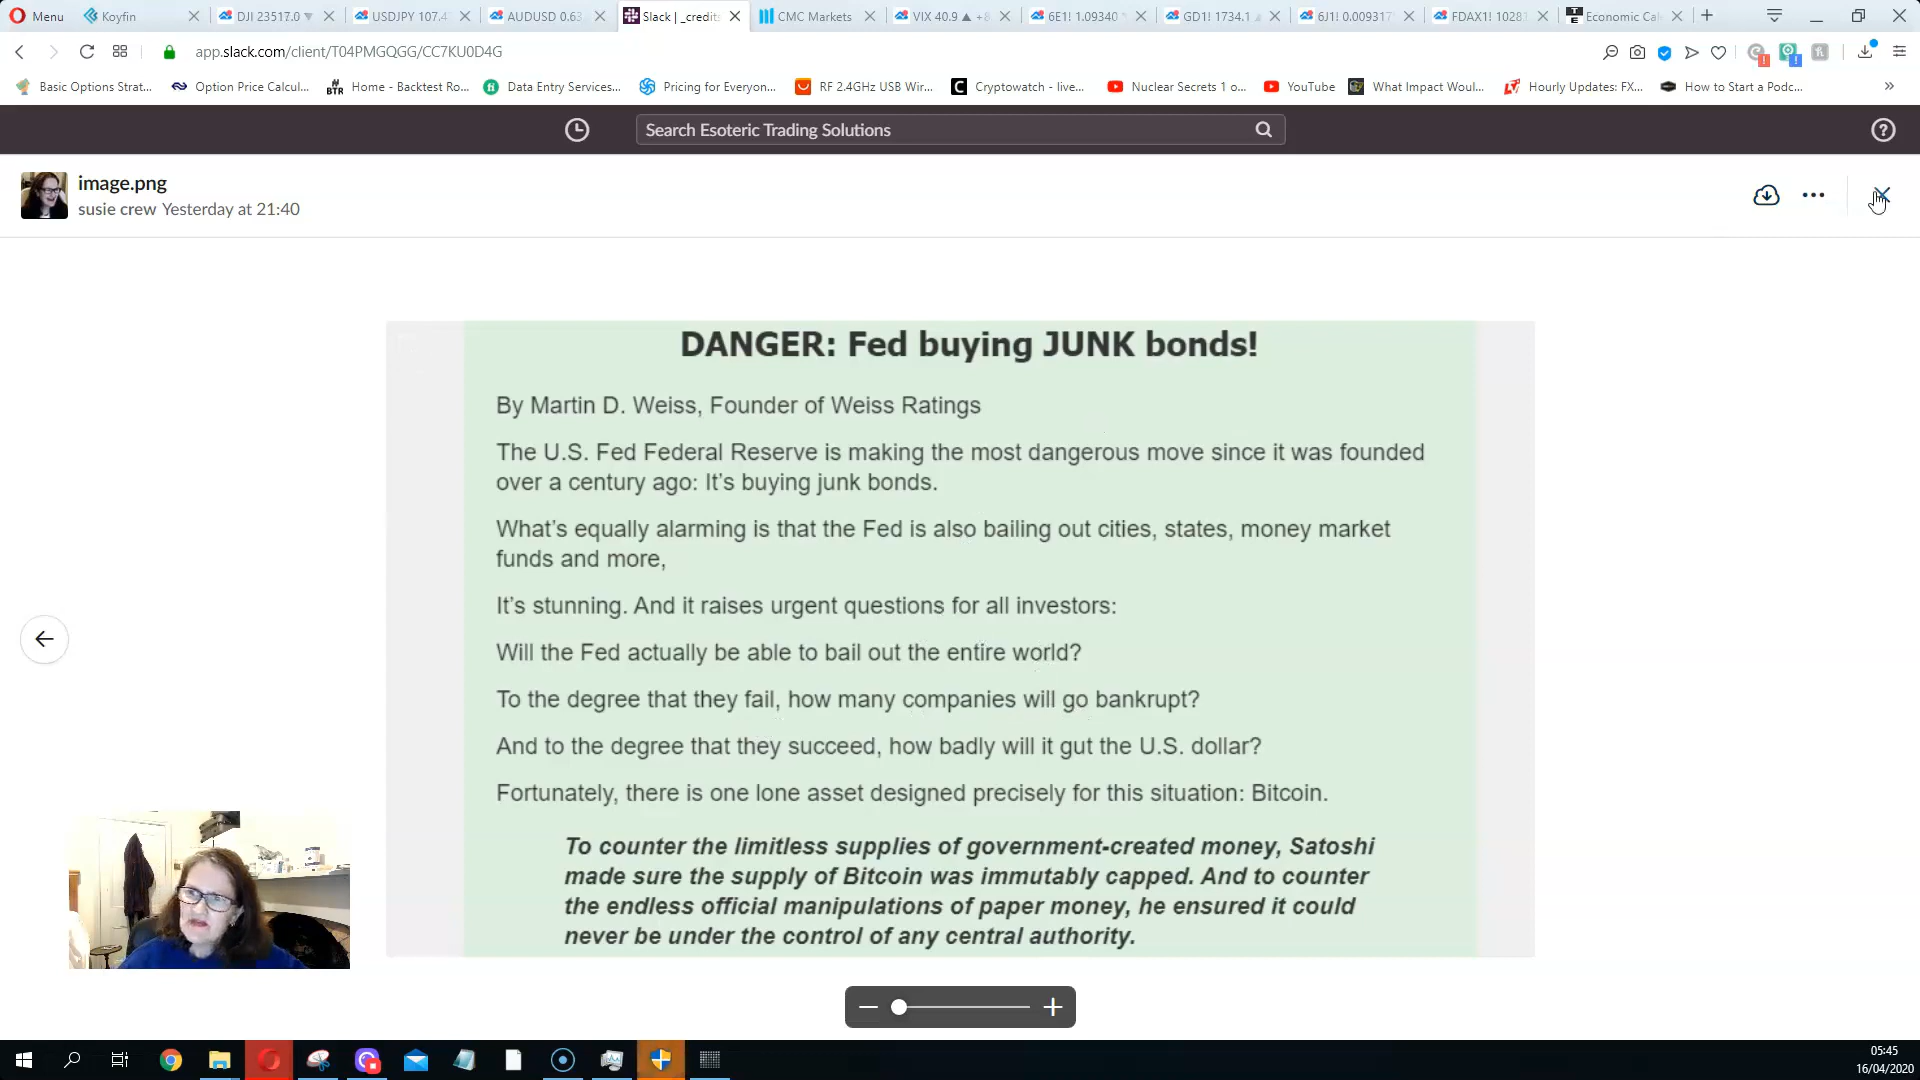 Menu
Koyfin
DJI 23517.0 ▼
USDJPY 107.4
AUDUSD 0.63
Slack | _credits
CMC Markets
VIX 40.9 ▲ +8
6E1! 1.09340
GD1! 1734.1
6J1! 0.009317
FDAX1! 1028
Economic Cal
app.slack.com/client/T04PMGQGG/CC7KU0D4G
Basic Options Strat...
Option Price Calcul...
Home - Backtest Ro...
Data Entry Services...
Pricing for Everyon...
RF 2.4GHz USB Wir...
Cryptowatch - live...
Nuclear Secrets 1 o...
YouTube
What Impact Woul...
Hourly Updates: FX...
How to Start a Podc...
Search Esoteric Trading Solutions
image.png
susie crew Yesterday at 21:40
DANGER: Fed buying JUNK bonds!
By Martin D. Weiss, Founder of Weiss Ratings
The U.S. Fed Federal Reserve is making the most dangerous move since it was founded
over a century ago: It's buying junk bonds.
What's equally alarming is that the Fed is also bailing out cities, states, money market
funds and more,
It's stunning. And it raises urgent questions for all investors:
Will the Fed actually be able to bail out the entire world?
To the degree that they fail, how many companies will go bankrupt?
And to the degree that they succeed, how badly will it gut the U.S. dollar?
Fortunately, there is one lone asset designed precisely for this situation: Bitcoin.
To counter the limitless supplies of government-created money, Satoshi
made sure the supply of Bitcoin was immutably capped. And to counter
the endless official manipulations of paper money, he ensured it could
never be under the control of any central authority.
05:45
16/04/2020